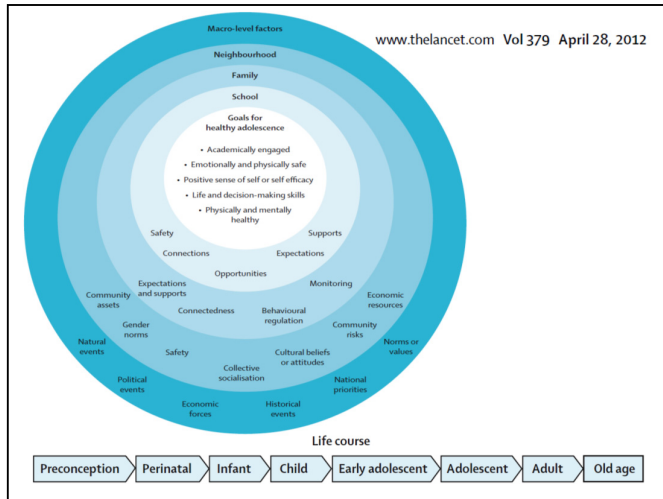 Macro-level factors
www.thelancet.com Vol 379 April 28, 2012
Neighbourhood
Family
School
Goals for
healthy adolescence
• Academically engaged
• Emotionally and physically safe
• Positive sense of self or self efficacy
• Life and decision-making skills
• Physically and mentally
healthy
Safety
Supports
Connections
Expectations
Opportunities
Expectations
and supports
Monitoring
Connectedness
Behavioural
regulation
Community
assets
Economic
resources
Gender
norms
Community
risks
Safety
Cultural beliefs
or attitudes
Collective
socialisation
Natural
events
Norms or
values
Political
events
National
priorities
Economic
forces
Historical
events
Life course
Preconception
Perinatal
Infant
Child
Early adolescent
Adolescent
Adult
Old age